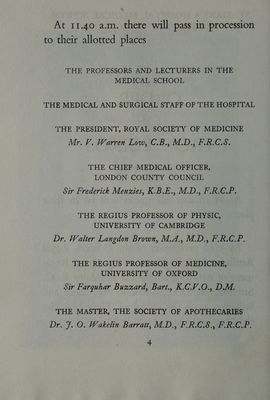 At 11.40 a.m. there will pass in procession
to their allotted places
THE PROFESSORS AND LECTURERS IN THE
MEDICAL SCHOOL
THE MEDICAL AND SURGICAL STAFF OF THE HOSPITAL
THE PRESIDENT, ROYAL SOCIETY OF MEDICINE
Mr. V. Warren Low, C.B., M.D., F.R.C.S.
THE CHIEF MEDICAL OFFICER,
LONDON COUNTY COUNCIL
Sir Frederick Menzies, K.B.E., M.D., F.R.C.P.
THE REGIUS PROFESSOR OF PHYSIC,
UNIVERSITY OF CAMBRIDGE
Dr. Walter Langdon Brown, M.A., M.D., F.R.C.P.
THE REGIUS PROFESSOR OF MEDICINE,
UNIVERSITY OF OXFORD
Sir Farquhar Buzzard, Bart., K.C.V.O., D.M.
THE MASTER, THE SOCIETY OF APOTHECARIES
Dr. J. O. Wakelin Barratt, M.D., F.R.C.S., F.R.C.P.
4